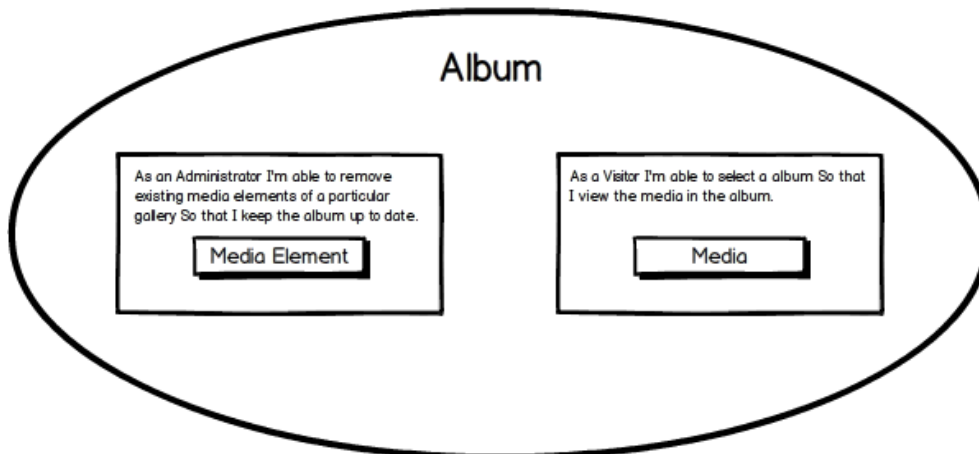 Album
As an Administrator I'm able to remove
existing media elements of a particular
gallery So that I keep the album up to date.
Media Element
As a Visitor I'm able to select a album So that
I view the media in the album.
Media